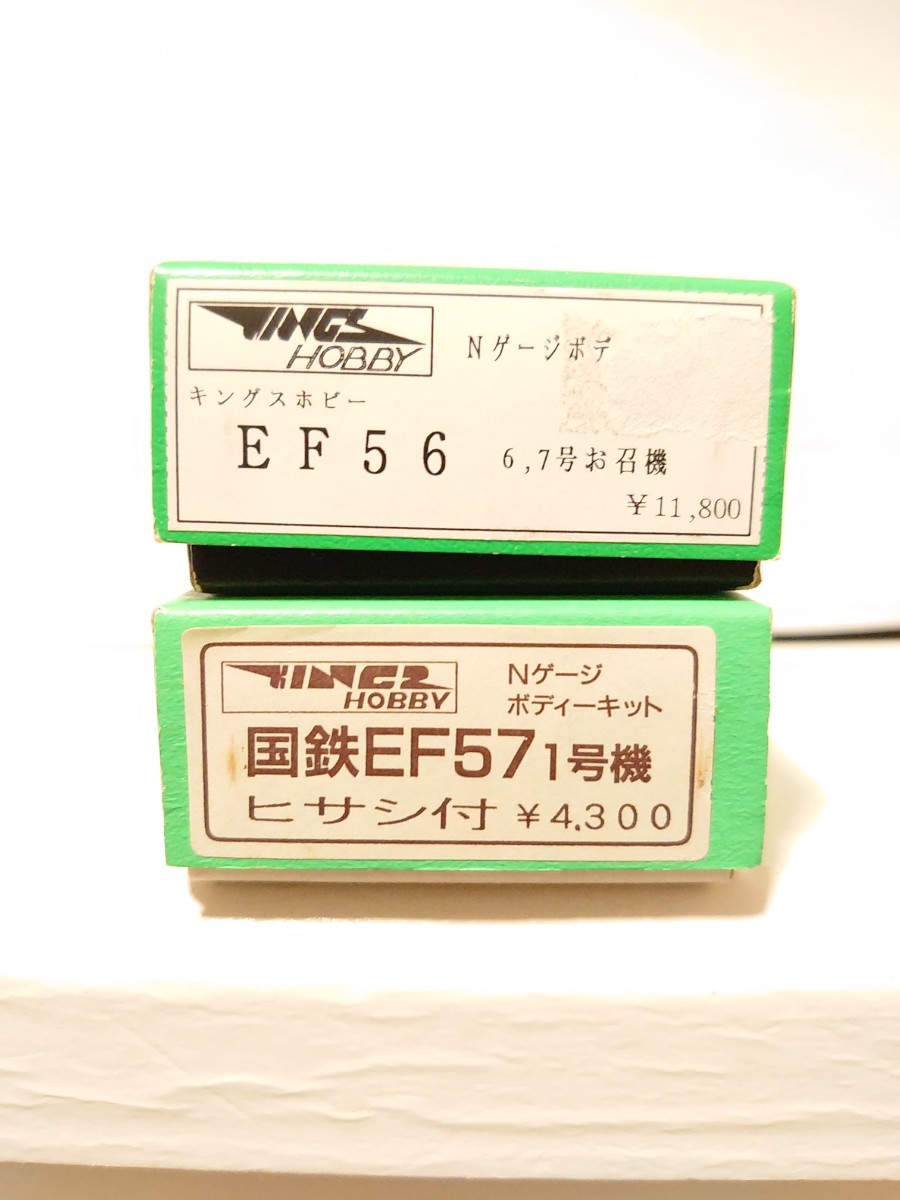 KINGS
HOBBY
Nゲージボデ
キングスホビー
EF56 6,7号お召機
￥11,800
KINGS
HOBBY
Nゲージ
ボディーキット
国鉄EF57 1号機
ヒサシ付 ￥4,300